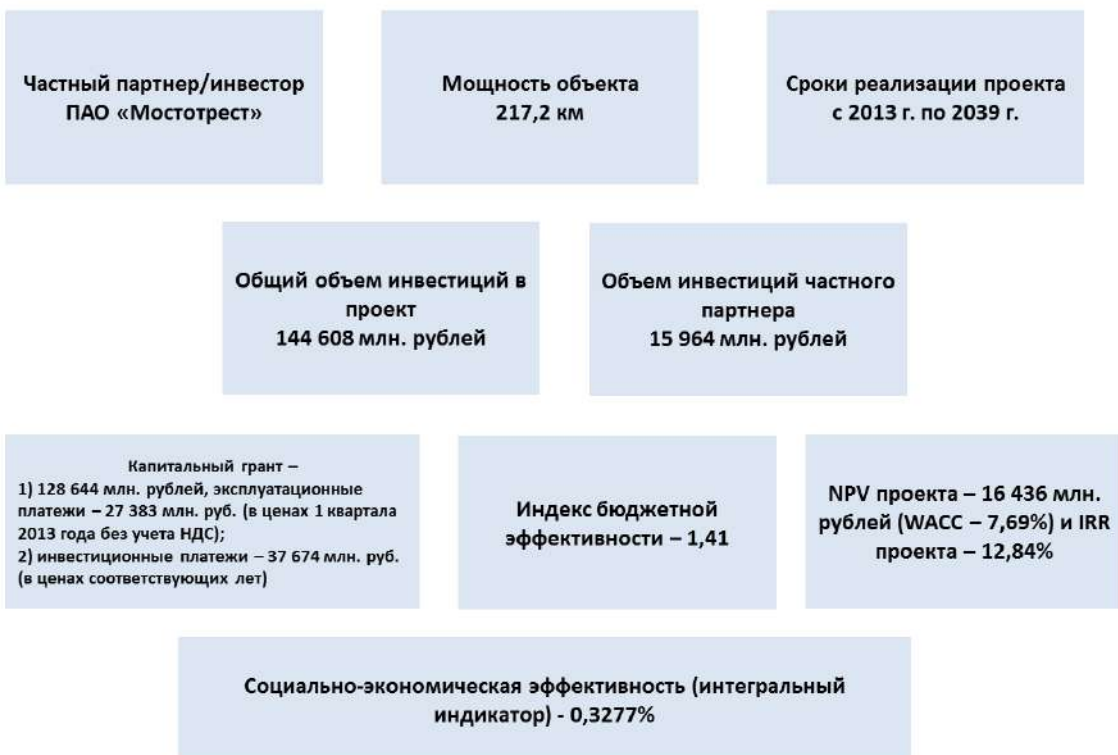 Частный партнер/инвестор
ПАО «Мостотрест»
Мощность объекта
217,2 км
Сроки реализации проекта
с 2013 г. по 2039 г.
Общий объем инвестиций в
проект
144 608 млн. рублей
Объем инвестиций частного
партнера
15 964 млн. рублей
Капитальный грант –
1) 128 644 млн. рублей, эксплуатационные
платежи – 27 383 млн. руб. (в ценах 1 квартала
2013 года без учета НДС);
2) инвестиционные платежи – 37 674 млн. руб.
(в ценах соответствующих лет)
Индекс бюджетной
эффективности – 1,41
NPV проекта – 16 436 млн.
рублей (WACC – 7,69%) и IRR
проекта – 12,84%
Социально-экономическая эффективность (интегральный
индикатор) - 0,3277%